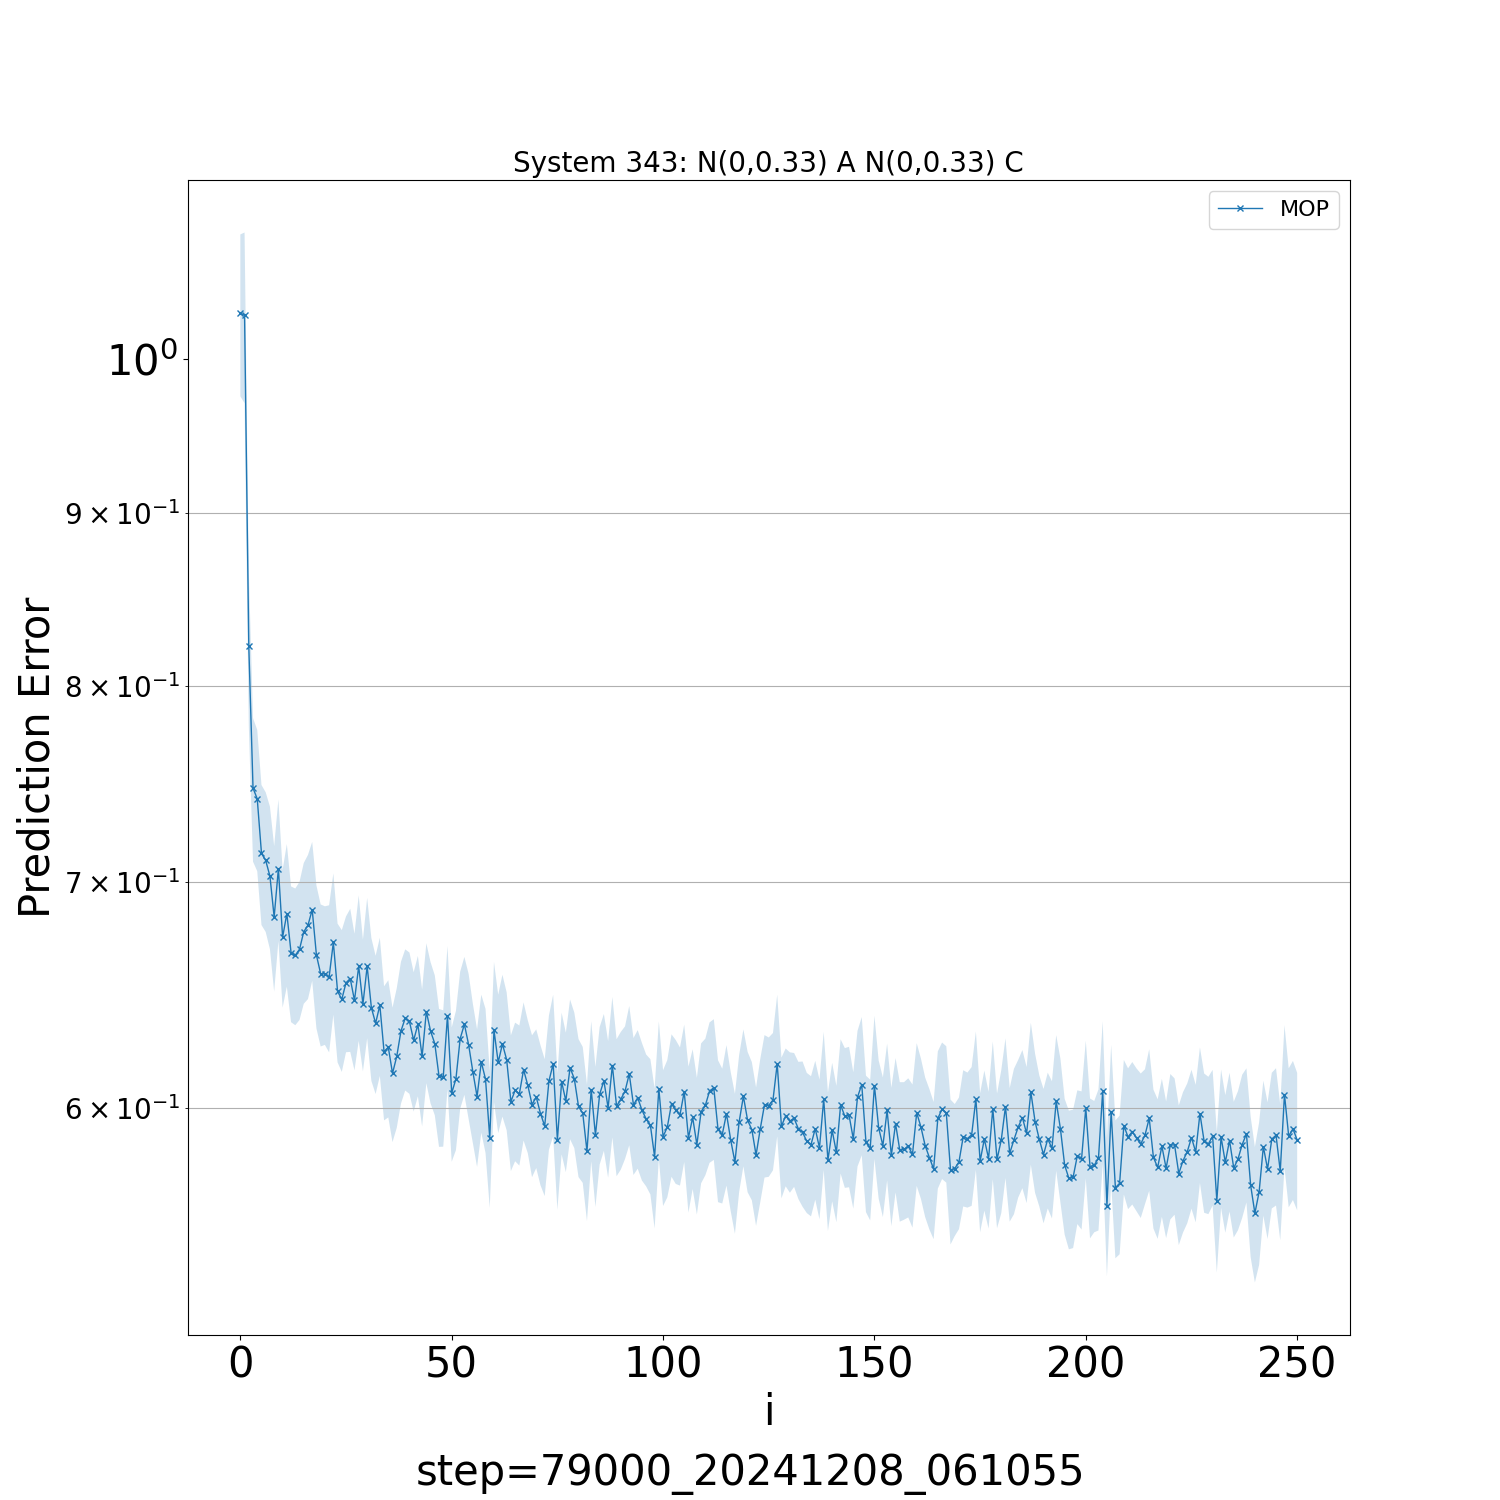 System 343: N(0,0.33) A N(0,0.33) C
MOP
10⁰
9 × 10⁻¹
8 × 10⁻¹
7 × 10⁻¹
6 × 10⁻¹
Prediction Error
0 50 100 150 200 250
i
step=79000_20241208_061055